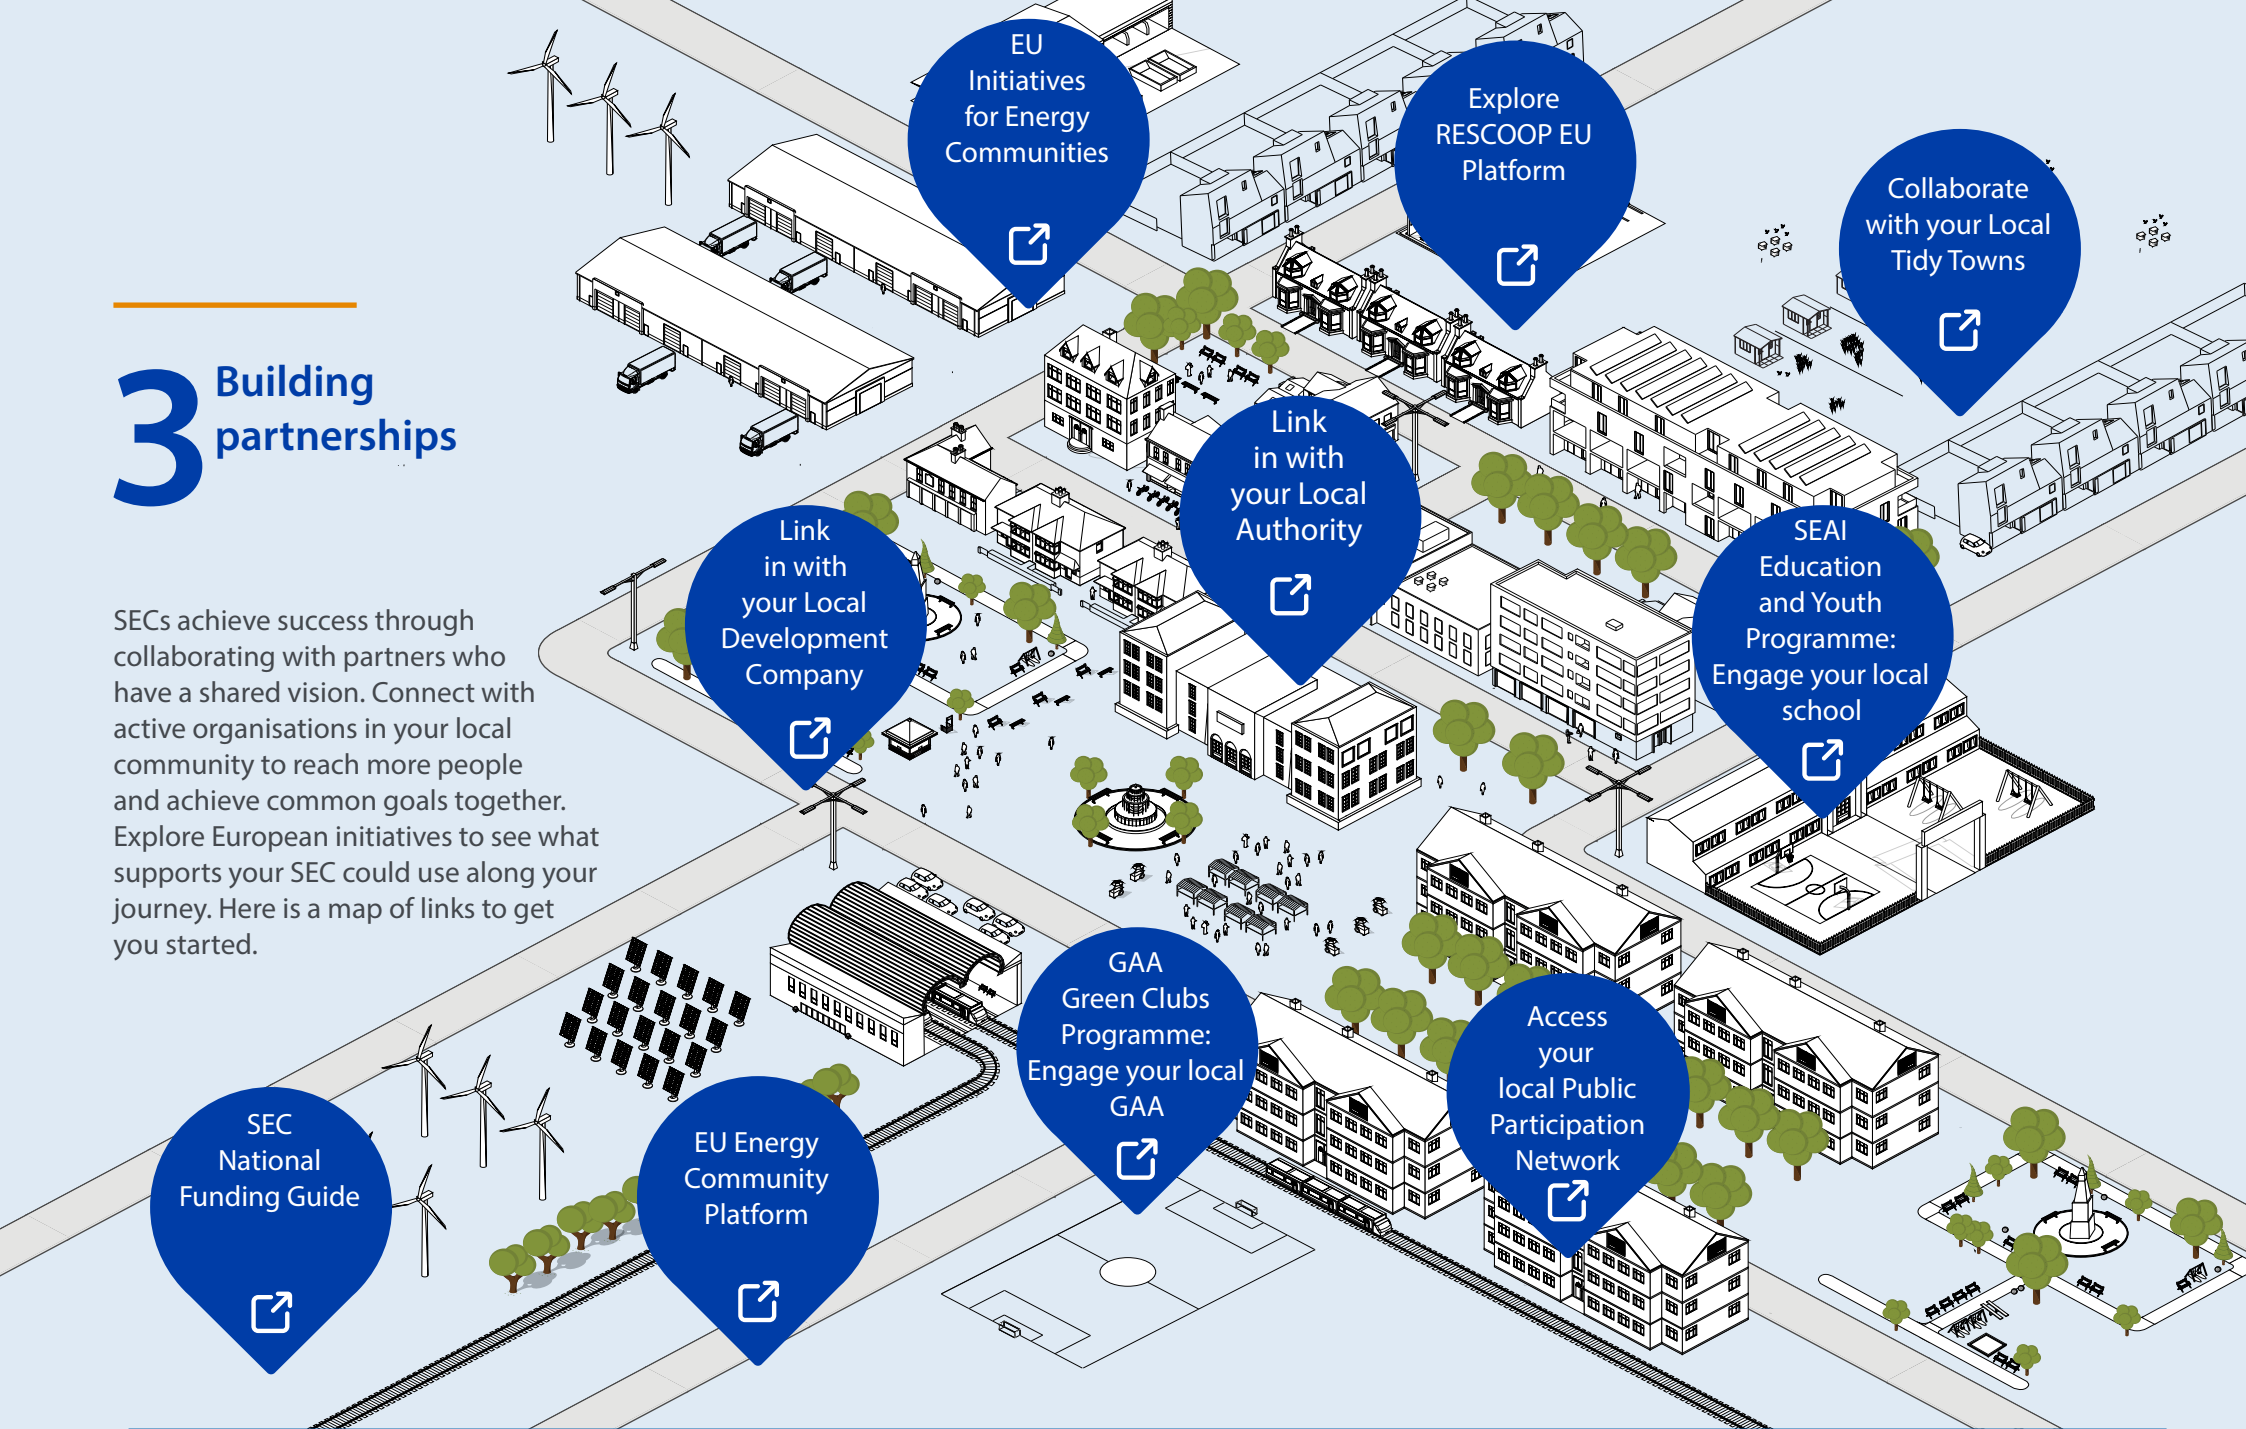 3
Building
partnerships
SECs achieve success through
collaborating with partners who
have a shared vision. Connect with
active organisations in your local
community to reach more people
and achieve common goals together.
Explore European initiatives to see what
supports your SEC could use along your
journey. Here is a map of links to get
you started.
EU
Initiatives
for Energy
Communities
Explore
RESCOOP EU
Platform
Collaborate
with your Local
Tidy Towns
Link
in with
your Local
Authority
Link
in with
your Local
Development
Company
SEAI
Education
and Youth
Programme:
Engage your local
school
GAA
Green Clubs
Programme:
Engage your local
GAA
Access
your
local Public
Participation
Network
SEC
National
Funding Guide
EU Energy
Community
Platform